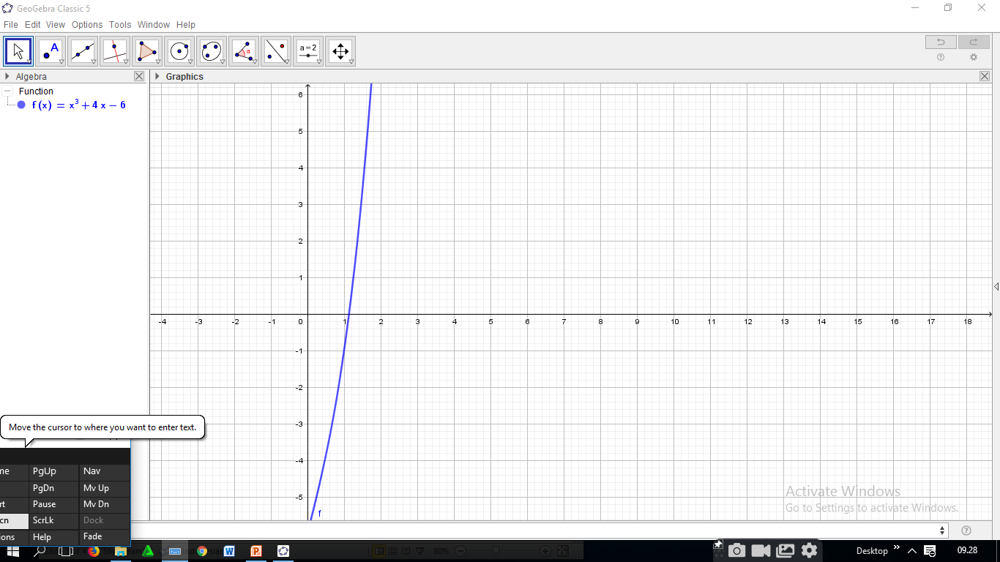 GeoGebra Classic 5
File Edit View Options Tools Window Help
A
α
a=2
Algebra
Graphics
Function
f (x) = x³ + 4 x − 6
6
5
4
3
2
1
-4 -3 -2 -1 0 1 2 3 4 5 6 7 8 9 10 11 12 13 14 15 16 17 18
-1
-2
-3
-4
-5
f
Move the cursor to where you want to enter text.
me PgUp Nav
PgDn Mv Up
rt Pause Mv Dn
cn ScrLk Dock
ions Help Fade
Activate Windows
Go to Settings to activate Windows.
80%
Desktop
09.28